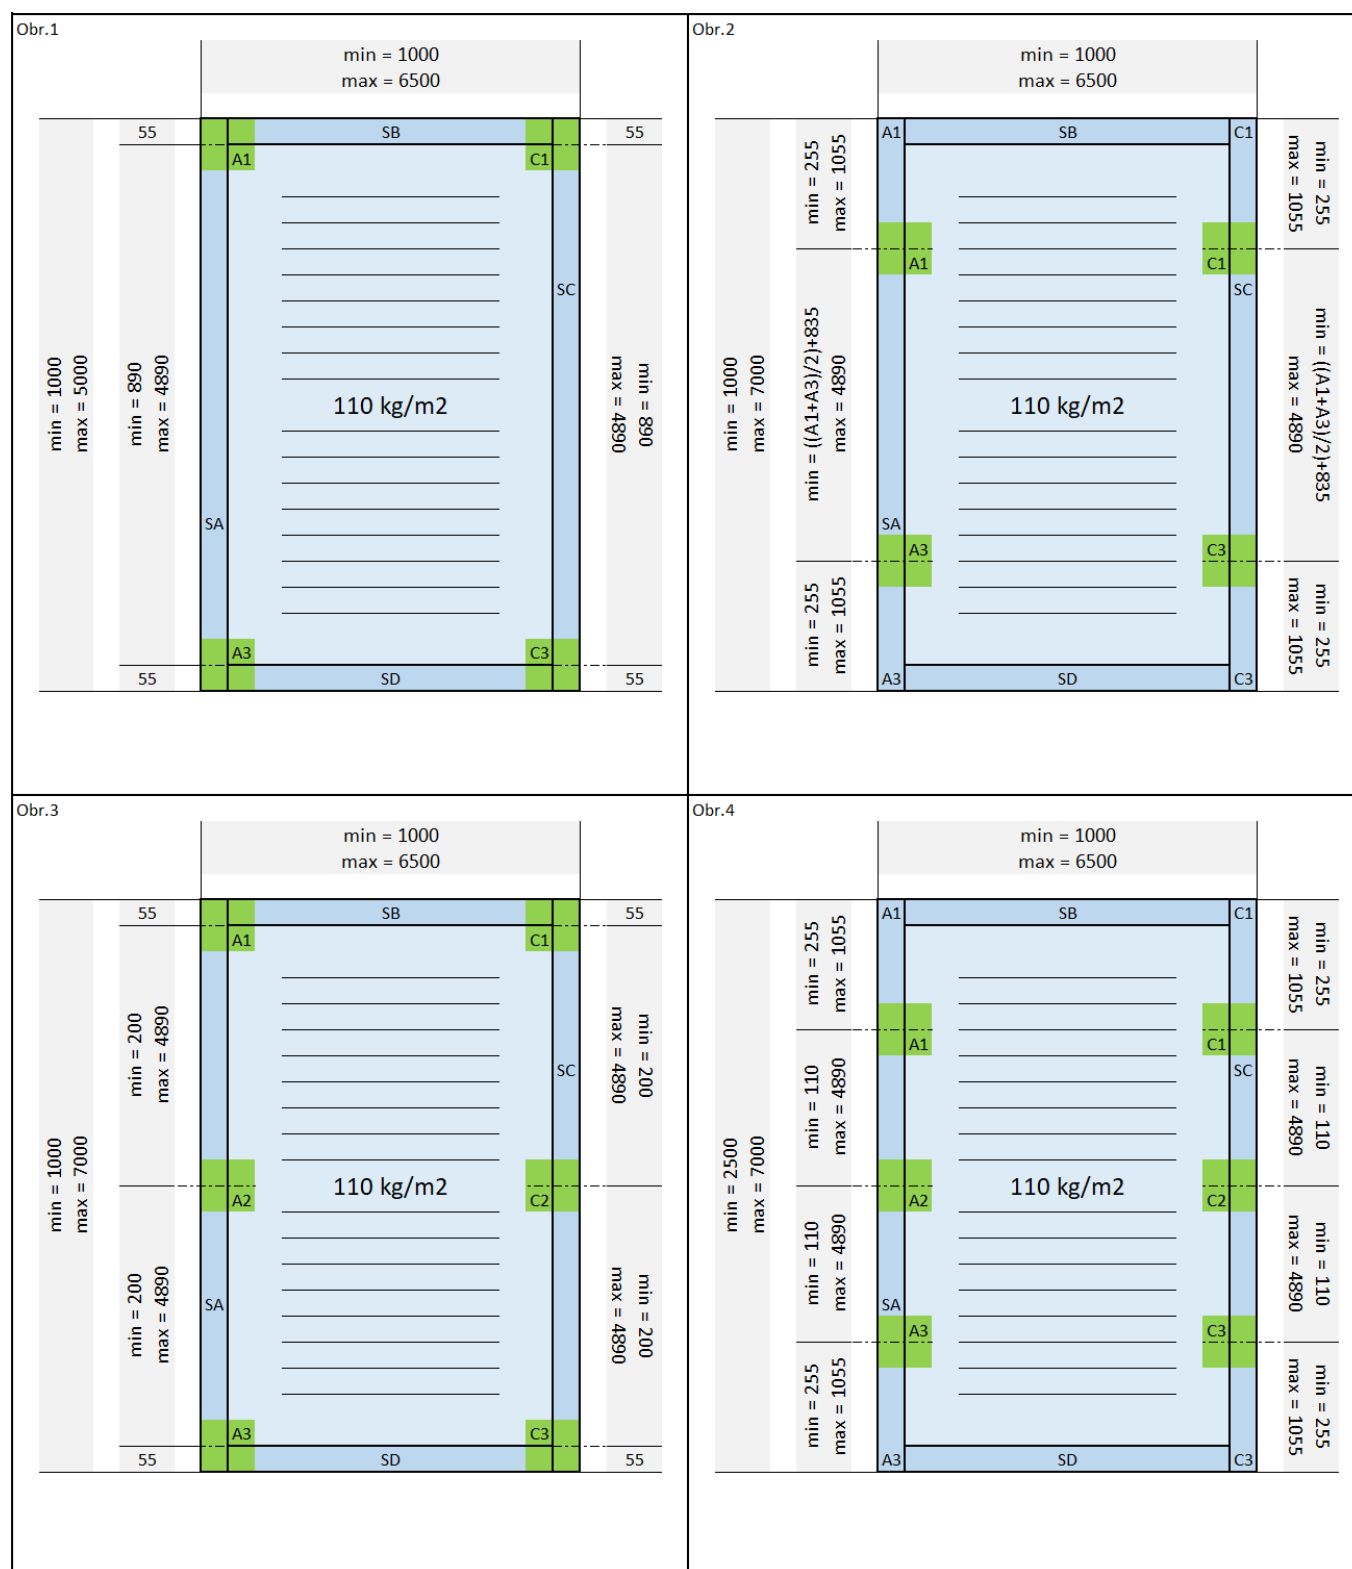 Obr.1
min = 1000
max = 6500
55
SB
55
A1
C1
SC
min = 1000
max = 5000
min = 890
max = 4890
110 kg/m2
min = 890
max = 4890
SA
A3
C3
55
SD
55
Obr.2
min = 1000
max = 6500
A1
SB
C1
min = 255
max = 1055
min = 255
max = 1055
A1
C1
SC
min = 1000
max = 7000
min = ((A1+A3)/2)+835
max = 4890
110 kg/m2
min = ((A1+A3)/2)+835
max = 4890
SA
A3
C3
min = 255
max = 1055
min = 255
max = 1055
A3
SD
C3
Obr.3
min = 1000
max = 6500
55
SB
55
A1
C1
min = 200
max = 4890
min = 200
max = 4890
SC
min = 1000
max = 7000
110 kg/m2
A2
C2
min = 200
max = 4890
min = 200
max = 4890
SA
A3
C3
55
SD
55
Obr.4
min = 1000
max = 6500
A1
SB
C1
min = 255
max = 1055
min = 255
max = 1055
A1
C1
SC
min = 110
max = 4890
min = 110
max = 4890
min = 2500
max = 7000
110 kg/m2
A2
C2
min = 110
max = 4890
min = 110
max = 4890
SA
A3
C3
min = 255
max = 1055
min = 255
max = 1055
A3
SD
C3